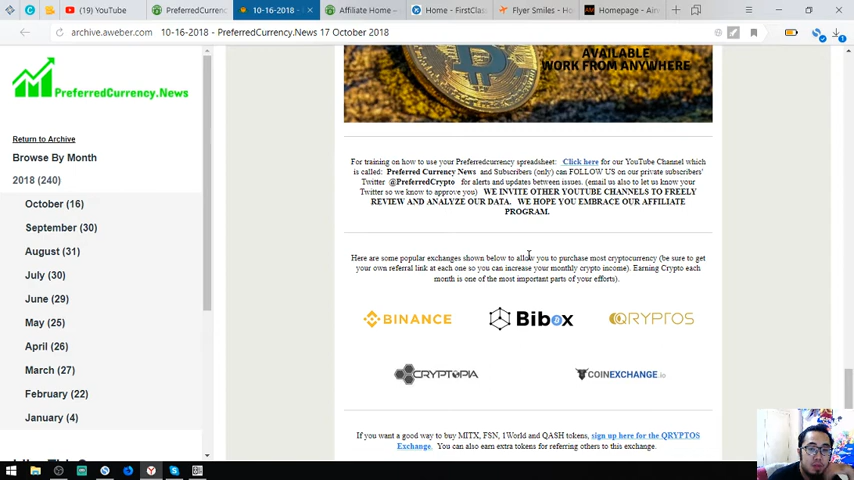 (19) YouTube
PreferredCurrenc
10-16-2018 -
Affiliate Home –
Home - FirstClass
Flyer Smiles - Ho
Homepage - Air
archive.aweber.com
10-16-2018 - PreferredCurrency.News 17 October 2018
PreferredCurrency.News
Return to Archive
Browse By Month
2018 (240)
October (16)
September (30)
August (31)
July (30)
June (29)
May (25)
April (26)
March (27)
February (22)
January (4)
AVAILABLE
WORK FROM ANYWHERE
For training on how to use your Preferredcurrency spreadsheet: Click here for our YouTube Channel which
is called: Preferred Currency News and Subscribers (only) can FOLLOW US on our private subscribers'
Twitter @PreferredCrypto for alerts and updates between issues. (email us also to let us know your
Twitter so we know to approve you) WE INVITE OTHER YOUTUBE CHANNELS TO FREELY
REVIEW AND ANALYZE OUR DATA. WE HOPE YOU EMBRACE OUR AFFILIATE
PROGRAM.
Here are some popular exchanges shown below to allow you to purchase most cryptocurrency (be sure to get
your own referral link at each one so you can increase your monthly crypto income). Earning Crypto each
month is one of the most important parts of your efforts).
BINANCE
Bibox
QRYPTOS
CRYPTOPIA
COINEXCHANGE.io
If you want a good way to buy MITX, FSN, 1World and QASH tokens, sign up here for the QRYPTOS
Exchange. You can also earn extra tokens for referring others to this exchange.